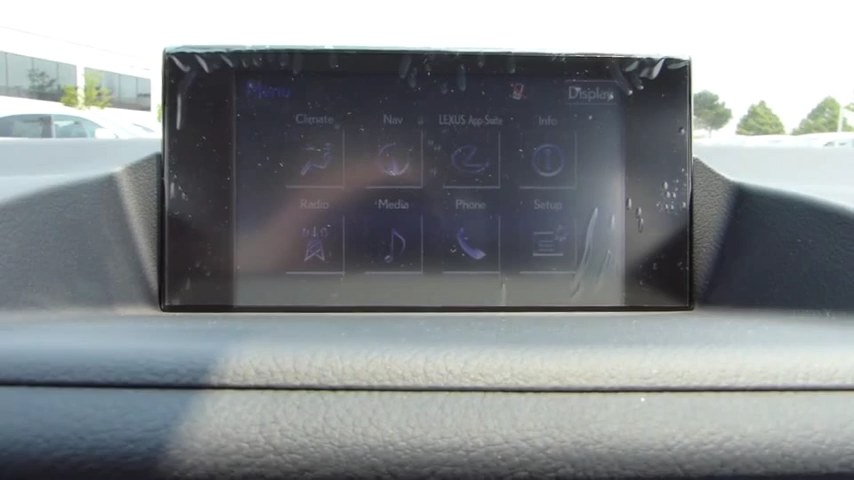 Menu
Display
Climate Nav LEXUS App Suite Info
Radio Media Phone Setup